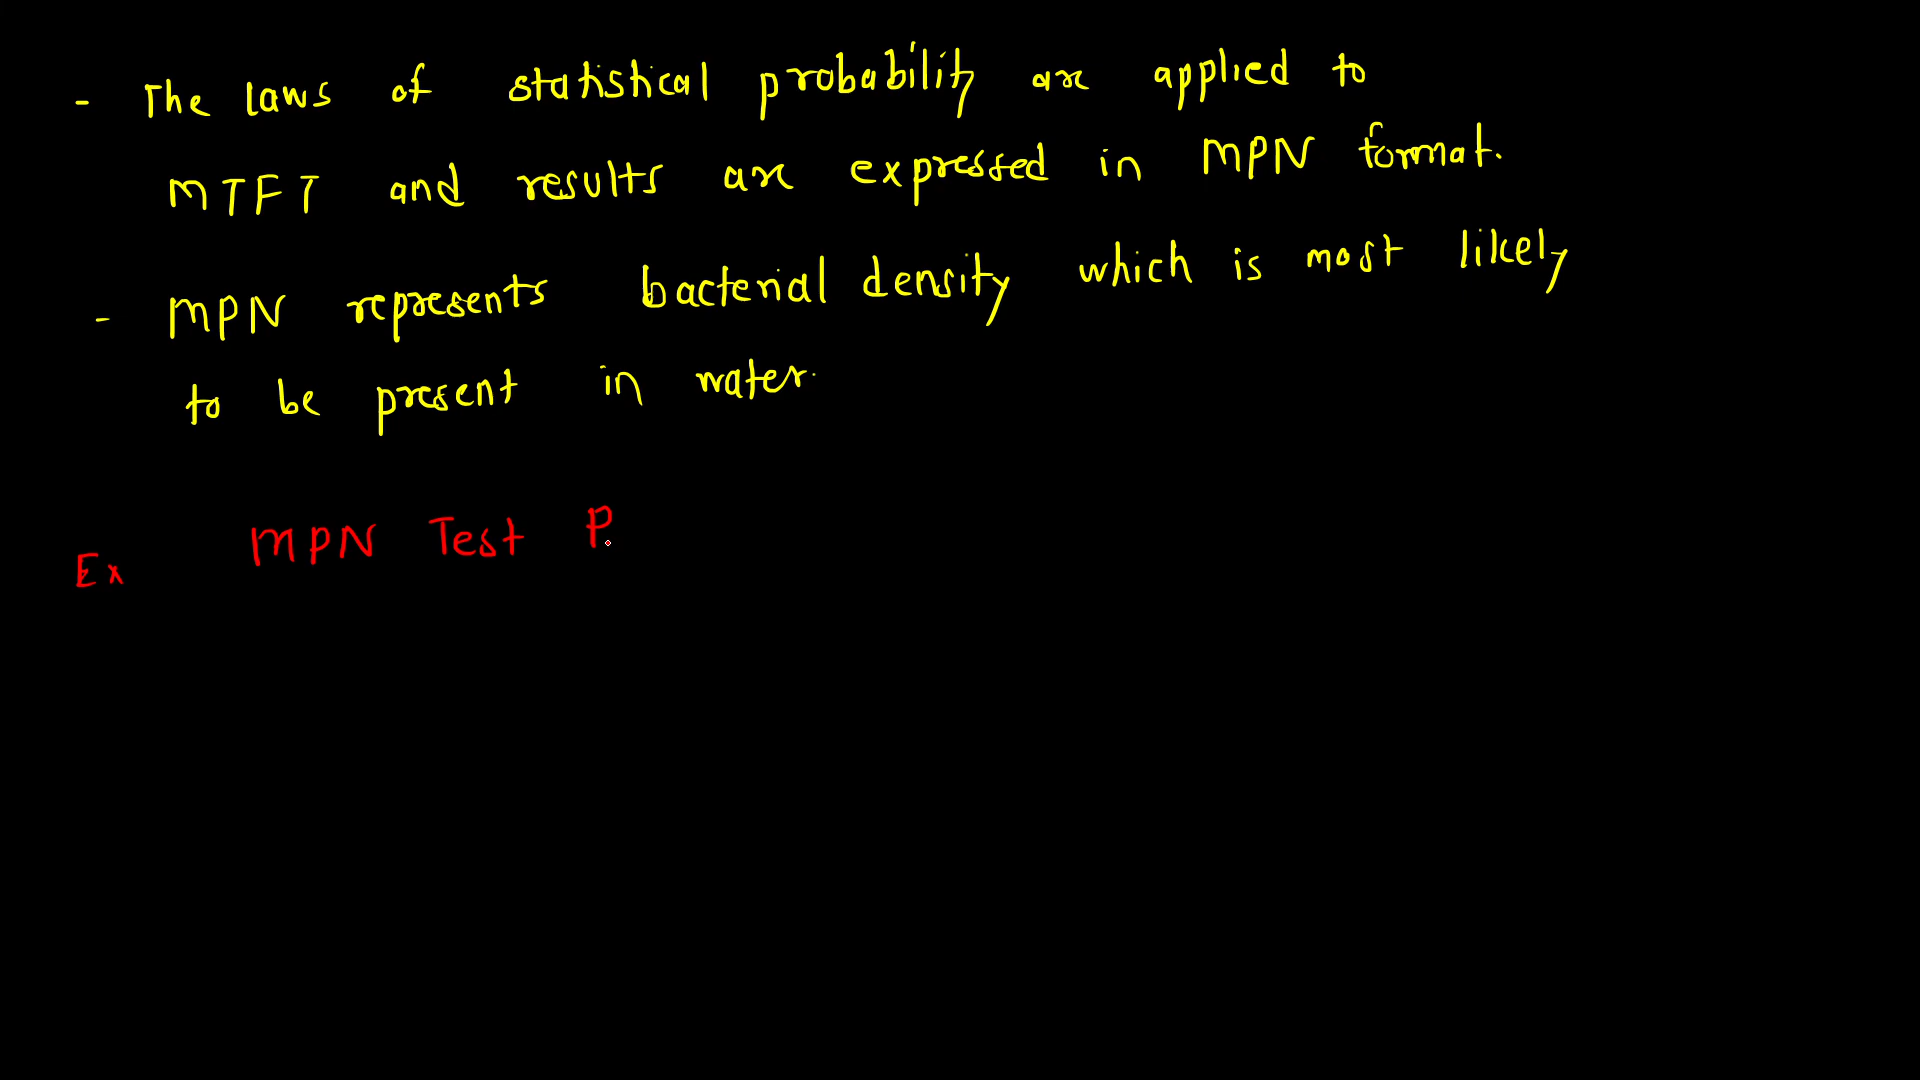 - The laws of statistical probability are applied to
MTFT and results are expressed in MPN format.
- MPN represents bacterial density which is most likely
to be present in water.
Ex MPN Test P